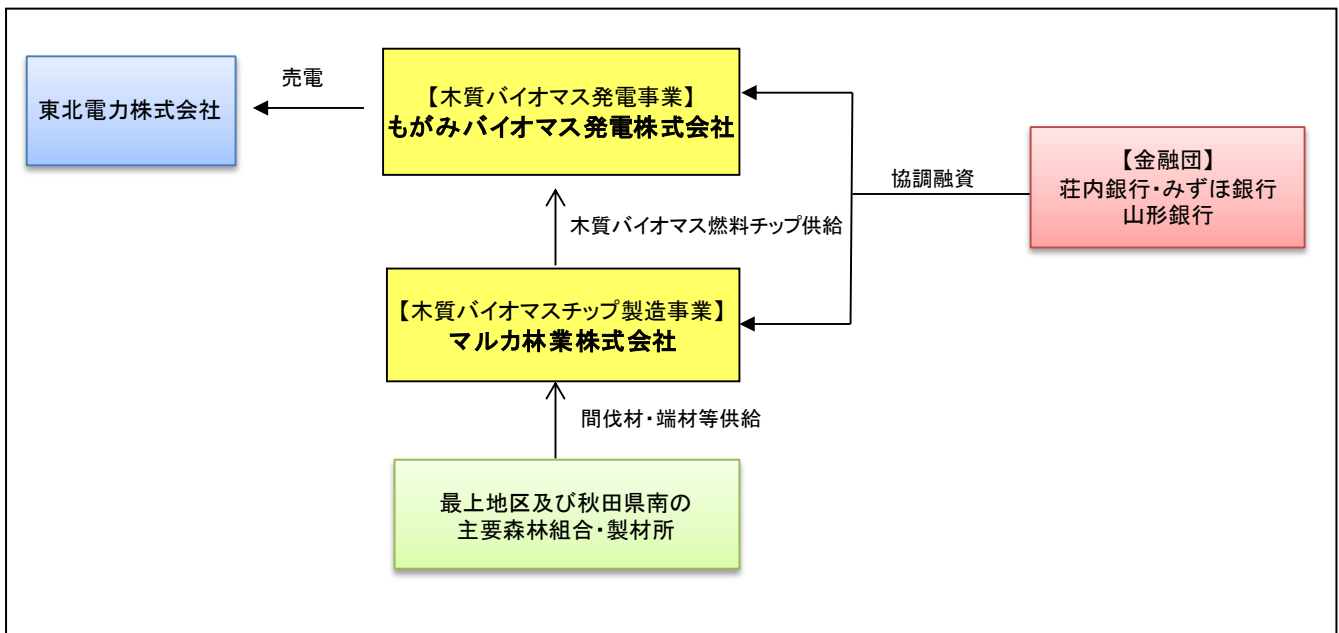 売電
東北電力株式会社
【木質バイオマス発電事業】
もがみバイオマス発電株式会社
協調融資
【金融団】
荘内銀行・みずほ銀行
山形銀行
木質バイオマス燃料チップ供給
【木質バイオマスチップ製造事業】
マルカ林業株式会社
間伐材・端材等供給
最上地区及び秋田県南の
主要森林組合・製材所